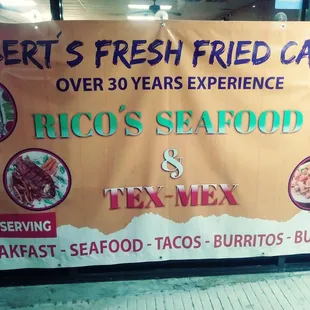 ERT´S FRESH FRIED CA
OVER 30 YEARS EXPERIENCE
RICO´S SEAFOOD
&
TEX-MEX
SERVING
AKFAST - SEAFOOD - TACOS - BURRITOS - BU